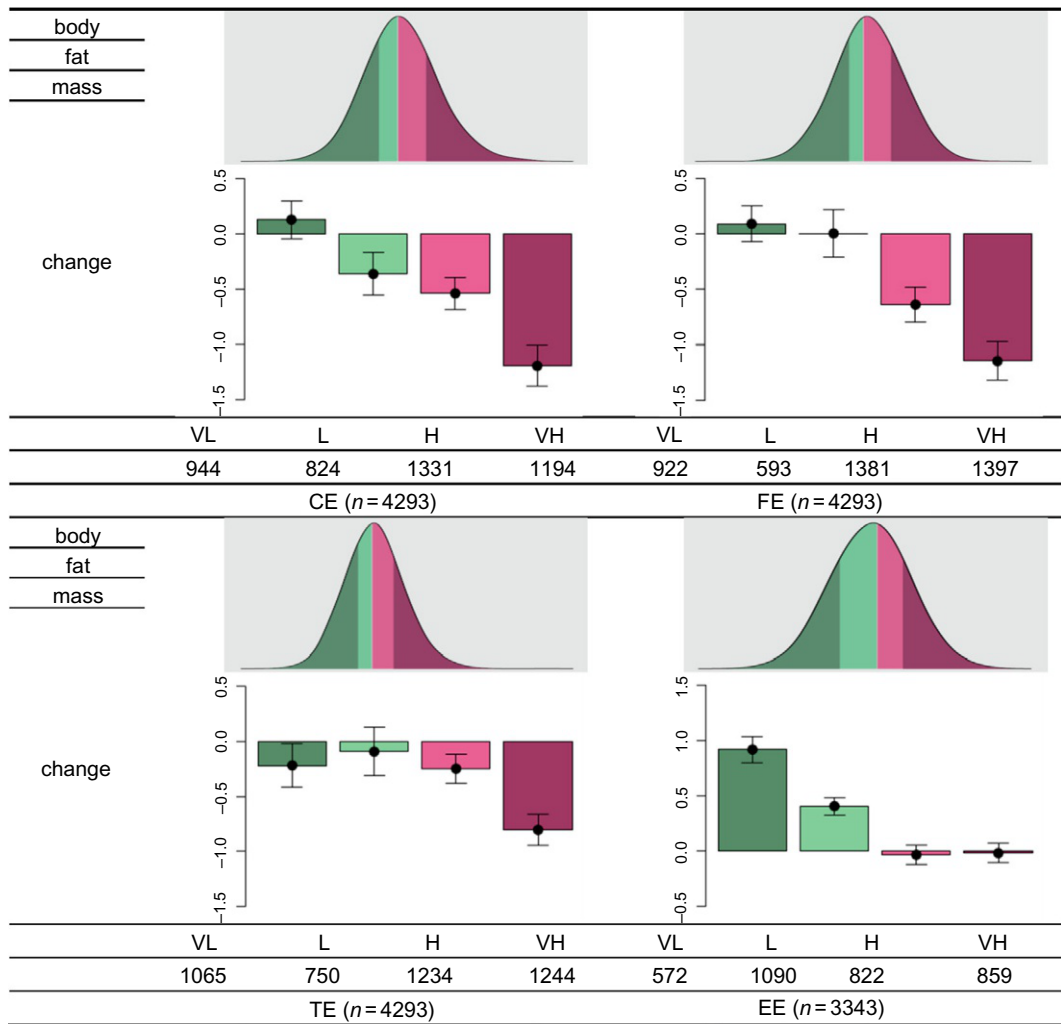 body
fat
mass
change
0.5
0.0
−0.5
−1.0
−1.5
0.5
0.0
−0.5
−1.0
−1.5
VL L H VH VL L H VH
944 824 1331 1194 922 593 1381 1397
CE (n=4293) FE (n=4293)
body
fat
mass
change
0.5
0.0
−0.5
−1.0
−1.5
1.5
1.0
0.5
0.0
−0.5
VL L H VH VL L H VH
1065 750 1234 1244 572 1090 822 859
TE (n=4293) EE (n=3343)